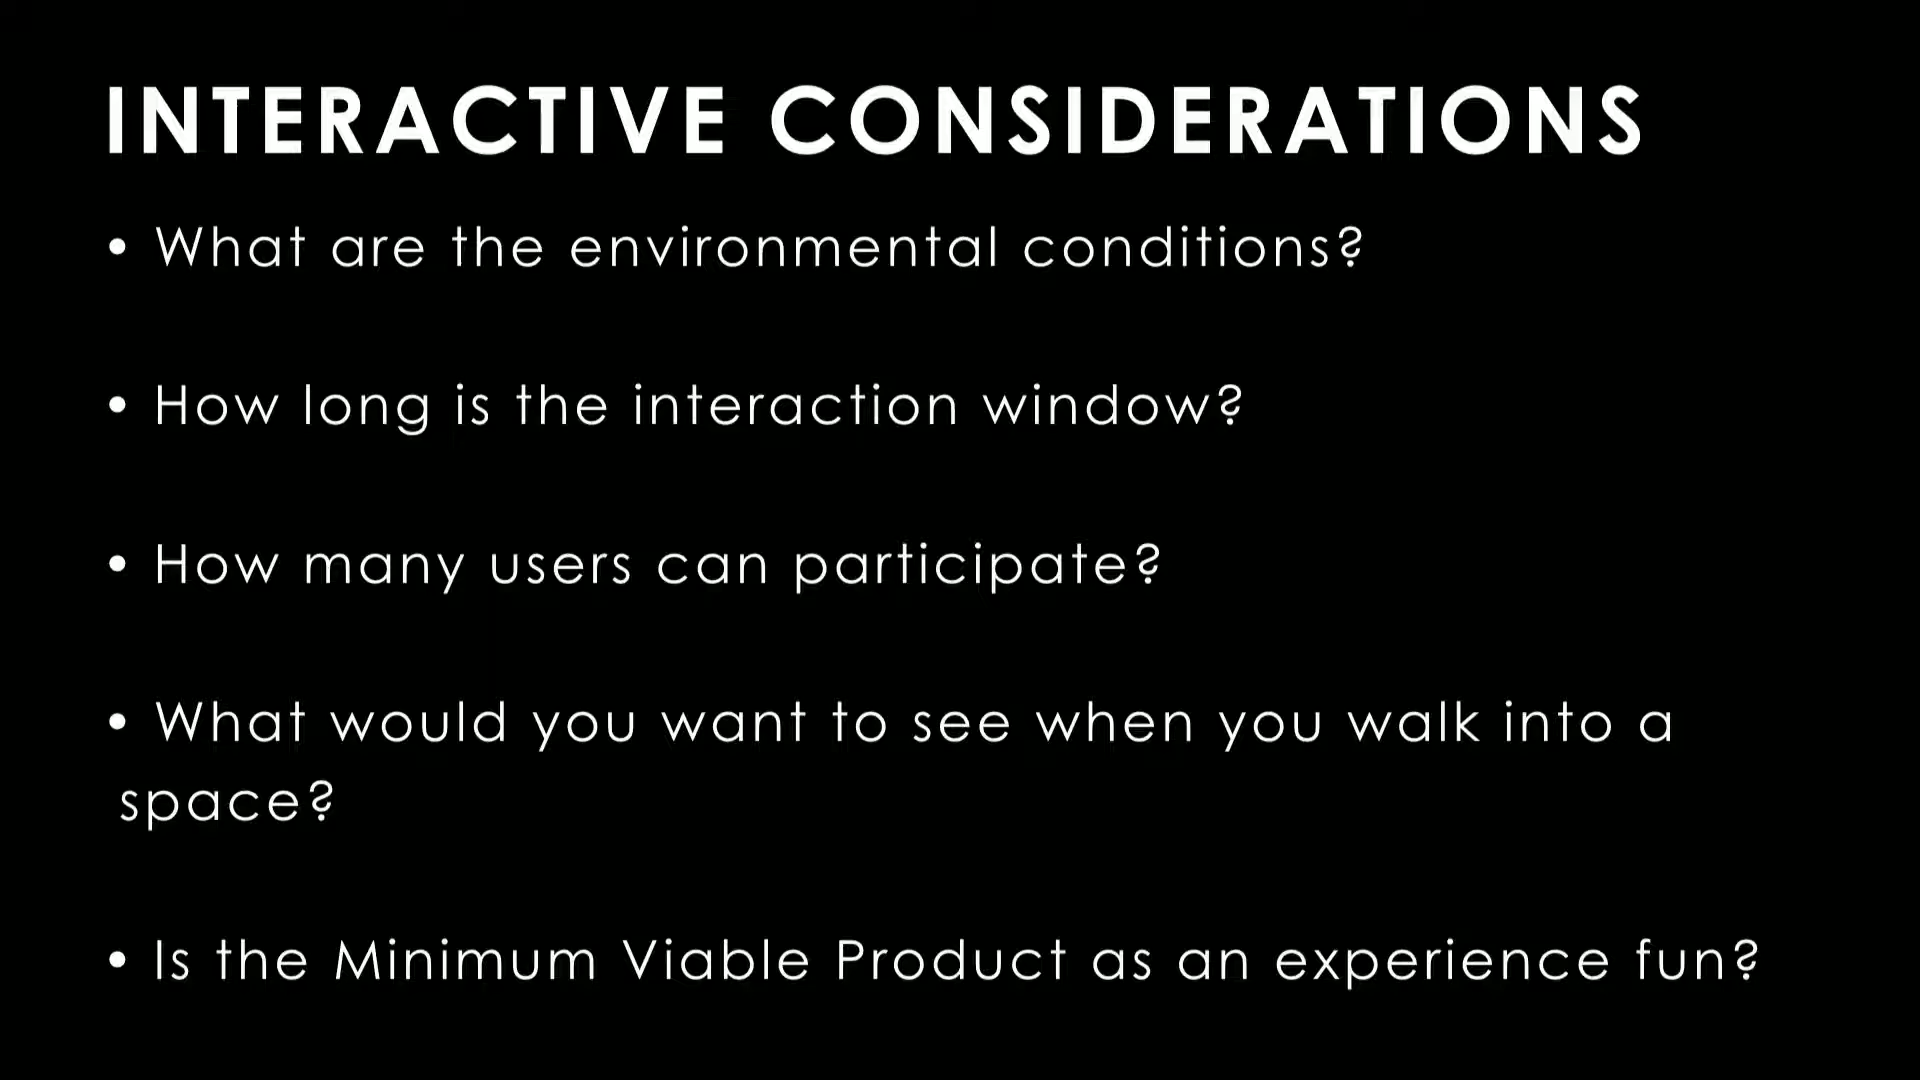 INTERACTIVE CONSIDERATIONS
• What are the environmental conditions?
• How long is the interaction window?
• How many users can participate?
• What would you want to see when you walk into a
space?
• Is the Minimum Viable Product as an experience fun?